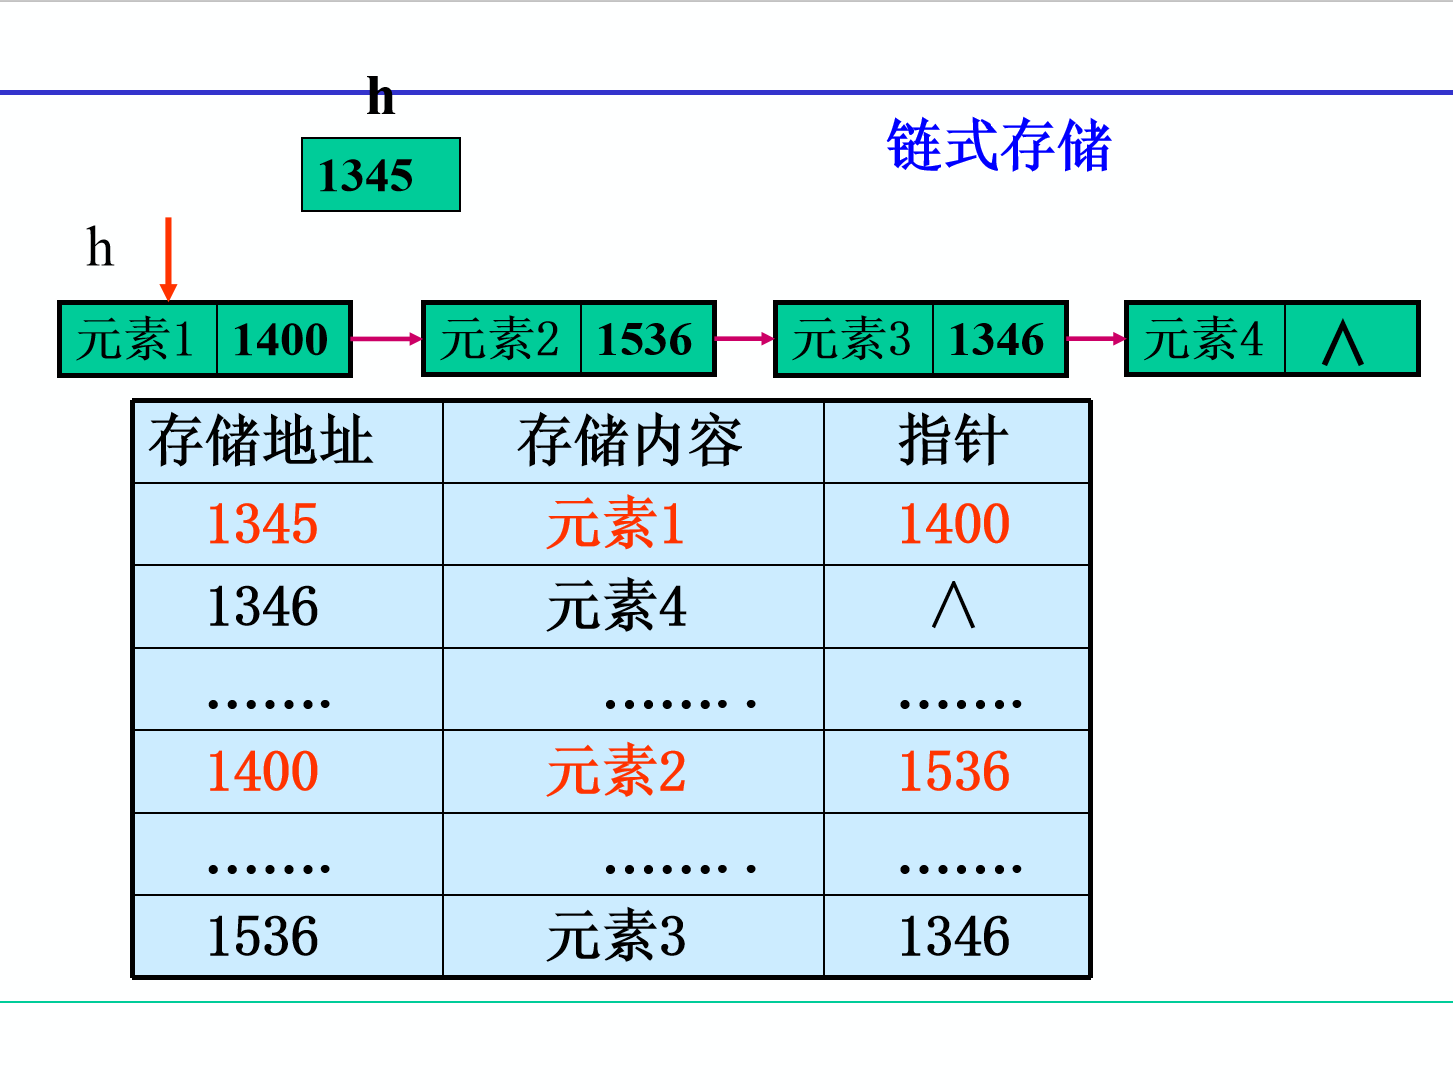 h
链式存储
1345
h
元素1 1400 元素2 1536 元素3 1346 元素4 ∧
存储地址 存储内容 指针
1345 元素1 1400
1346 元素4 ∧
....... ....... . .......
1400 元素2 1536
....... ....... . .......
1536 元素3 1346